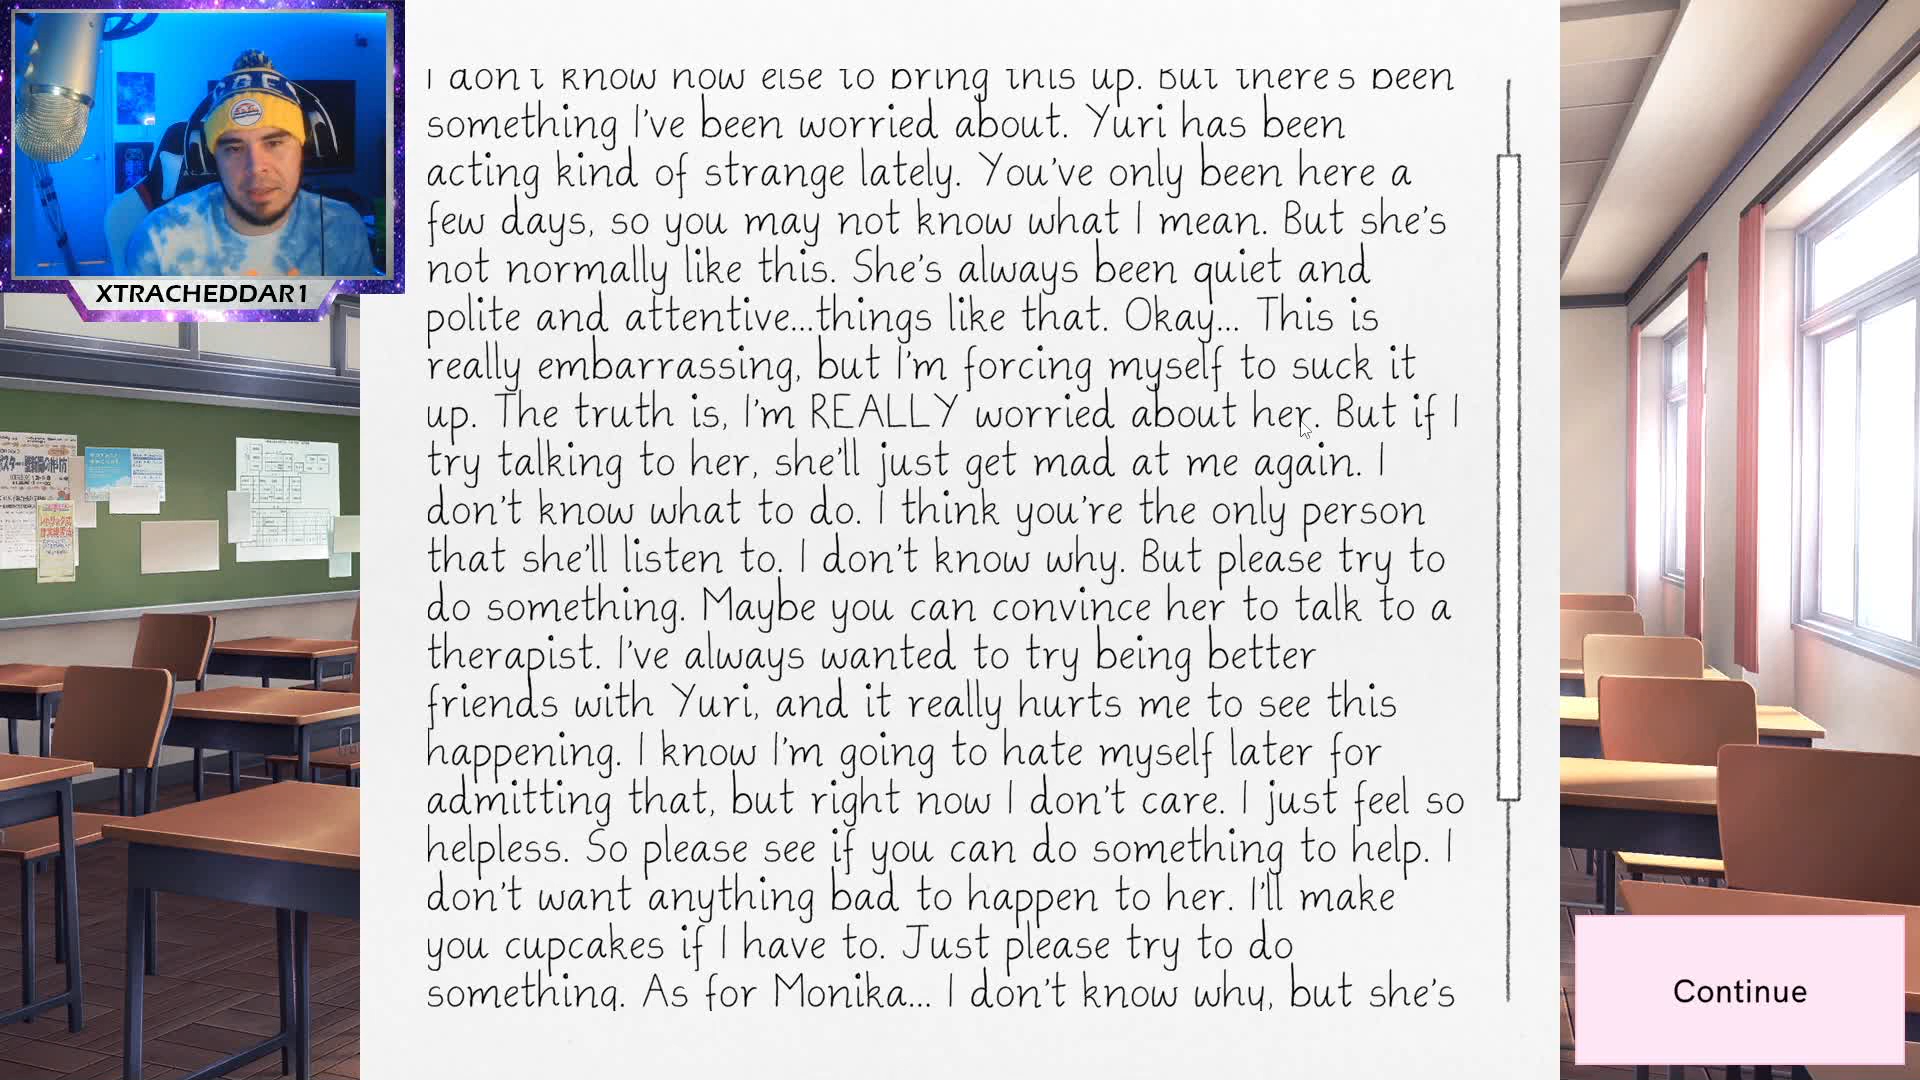 XTRACHEDDAR1
I don't know how else to bring this up. But there's been
something I've been worried about. Yuri has been
acting kind of strange lately. You've only been here a
few days, so you may not know what I mean. But she's
not normally like this. She's always been quiet and
polite and attentive...things like that. Okay... This is
really embarrassing, but I'm forcing myself to suck it
up. The truth is, I'm REALLY worried about her. But if I
try talking to her, she'll just get mad at me again. I
don't know what to do. I think you're the only person
that she'll listen to. I don't know why. But please try to
do something. Maybe you can convince her to talk to a
therapist. I've always wanted to try being better
friends with Yuri, and it really hurts me to see this
happening. I know I'm going to hate myself later for
admitting that, but right now I don't care. I just feel so
helpless. So please see if you can do something to help. I
don't want anything bad to happen to her. I'll make
you cupcakes if I have to. Just please try to do
something. As for Monika... I don't know why, but she's
Continue